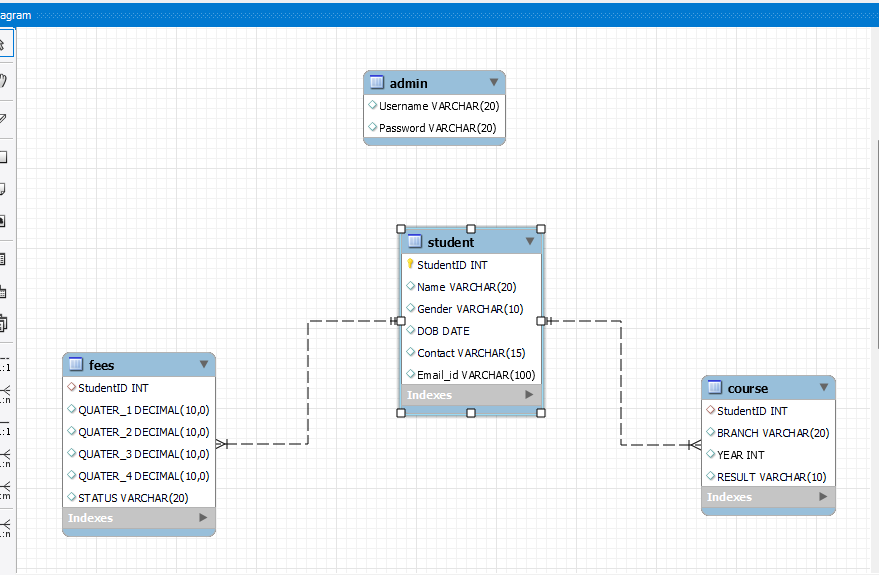 agram
admin
Username VARCHAR(20)
Password VARCHAR(20)
student
StudentID INT
Name VARCHAR(20)
Gender VARCHAR(10)
DOB DATE
Contact VARCHAR(15)
Email_id VARCHAR(100)
Indexes
fees
StudentID INT
QUATER_1 DECIMAL(10,0)
QUATER_2 DECIMAL(10,0)
QUATER_3 DECIMAL(10,0)
QUATER_4 DECIMAL(10,0)
STATUS VARCHAR(20)
Indexes
course
StudentID INT
BRANCH VARCHAR(20)
YEAR INT
RESULT VARCHAR(10)
Indexes
:1
:n
:1
:n
:m
:n